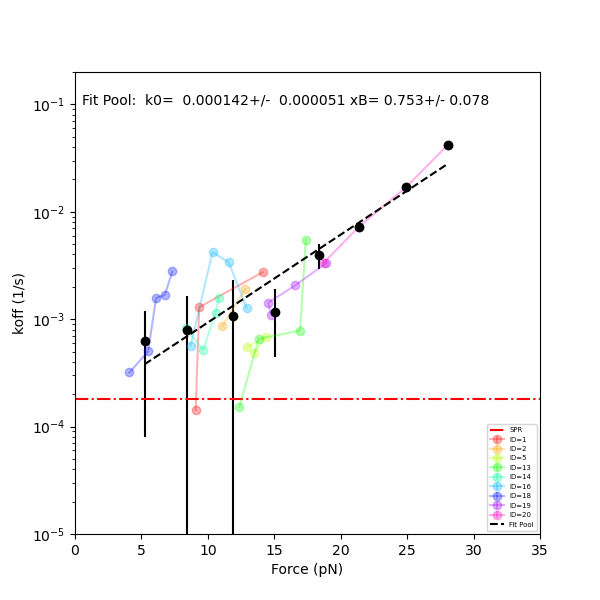 Fit Pool:  k0=  0.000142+/-  0.000051 xB= 0.753+/- 0.078
koff (1/s)
10⁻¹
10⁻²
10⁻³
10⁻⁴
10⁻⁵
SPR
ID=1
ID=2
ID=5
ID=13
ID=14
ID=16
ID=18
ID=19
ID=20
Fit Pool
0 5 10 15 20 25 30 35
Force (pN)